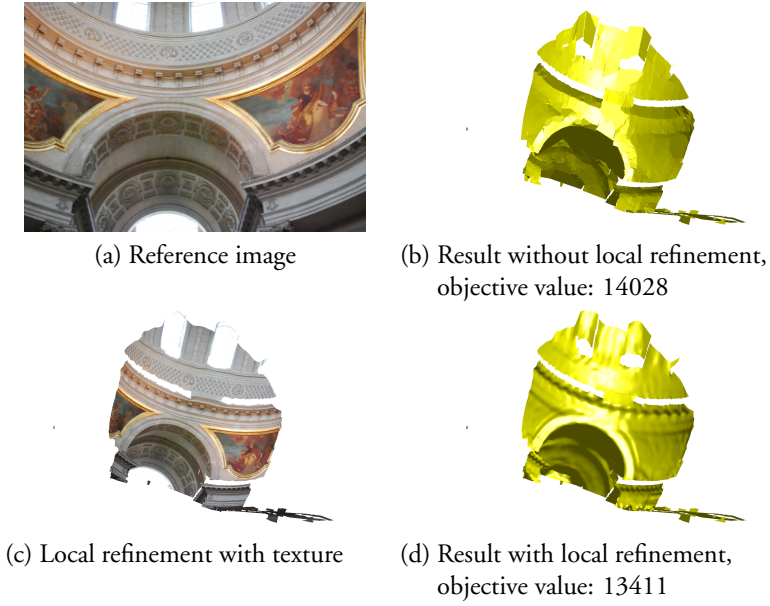 (a) Reference image
(b) Result without local refinement,
objective value: 14028
(c) Local refinement with texture
(d) Result with local refinement,
objective value: 13411